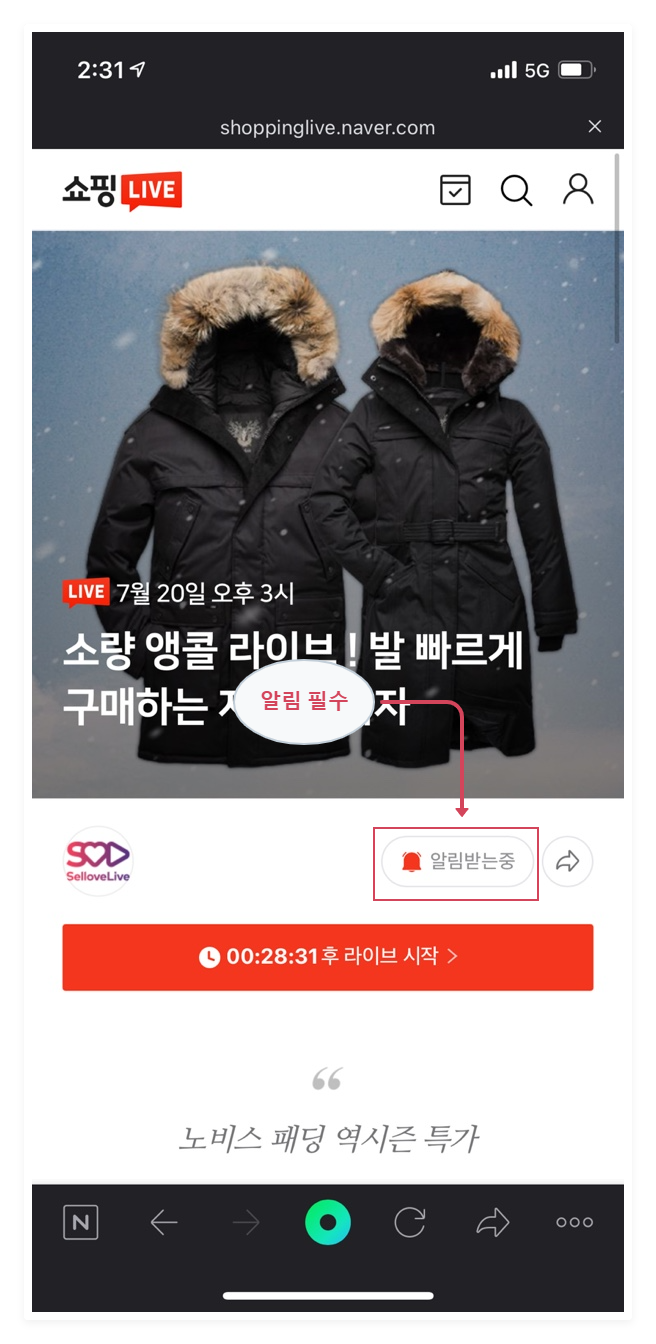 2:31
5G
shoppinglive.naver.com
쇼핑 LIVE
LIVE 7월 20일 오후 3시
소량 앵콜 라이브 ! 발 빠르게
구매하는 자
알림 필수
SOD
SelloveLive
알림받는중
00:28:31 후 라이브 시작 >
“
노비스 패딩 역시즌 특가
N